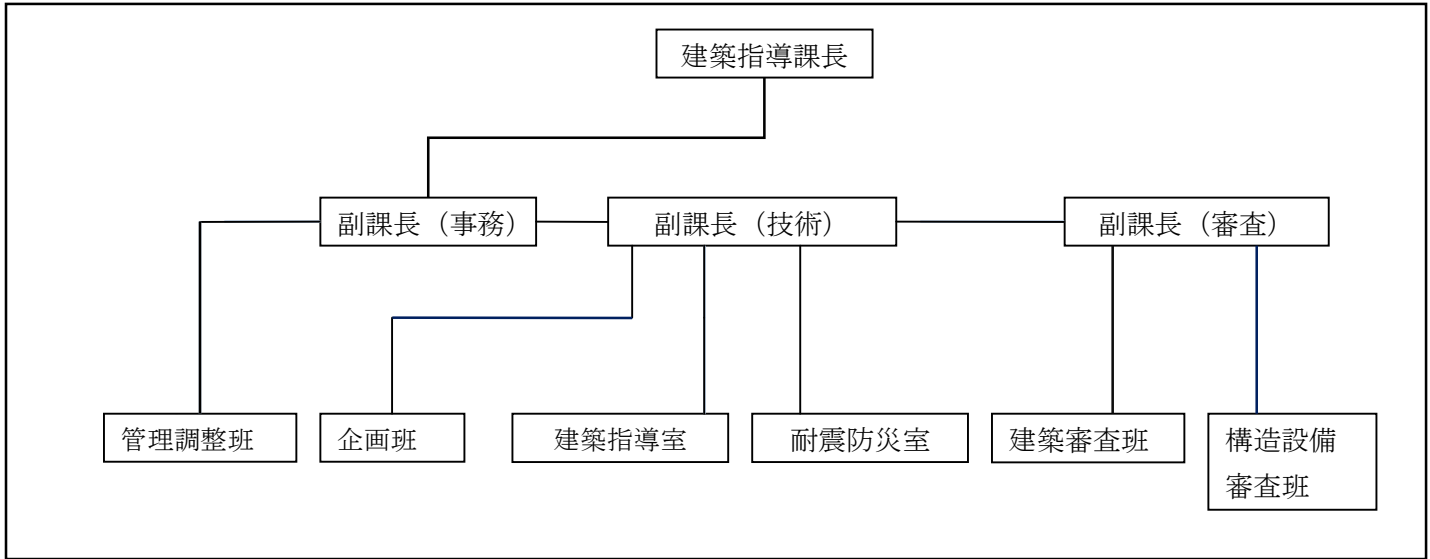 建築指導課長
副課長（事務）
副課長（技術）
副課長（審査）
管理調整班
企画班
建築指導室
耐震防災室
建築審査班
構造設備
審査班